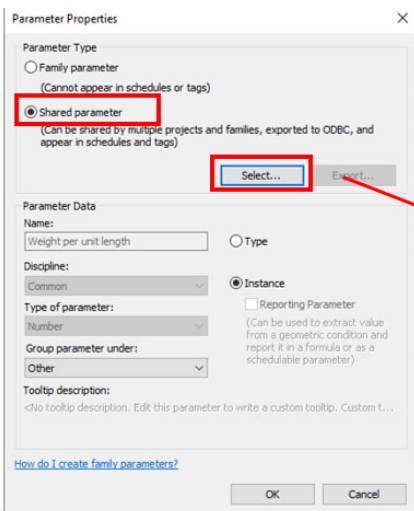 Parameter Properties
Parameter Type
Family parameter
(Cannot appear in schedules or tags)
Shared parameter
(Can be shared by multiple projects and families, exported to ODBC, and
appear in schedules and tags)
Select...
Export...
Parameter Data
Name:
Weight per unit length
Type
Discipline:
Common
Instance
Type of parameter:
Reporting Parameter
Number
(Can be used to extract value
from a geometric condition and
report it in a formula or as a
schedulable parameter)
Group parameter under:
Other
Tooltip description:
<No tooltip description. Edit this parameter to write a custom tooltip. Custom t...
How do I create family parameters?
OK
Cancel